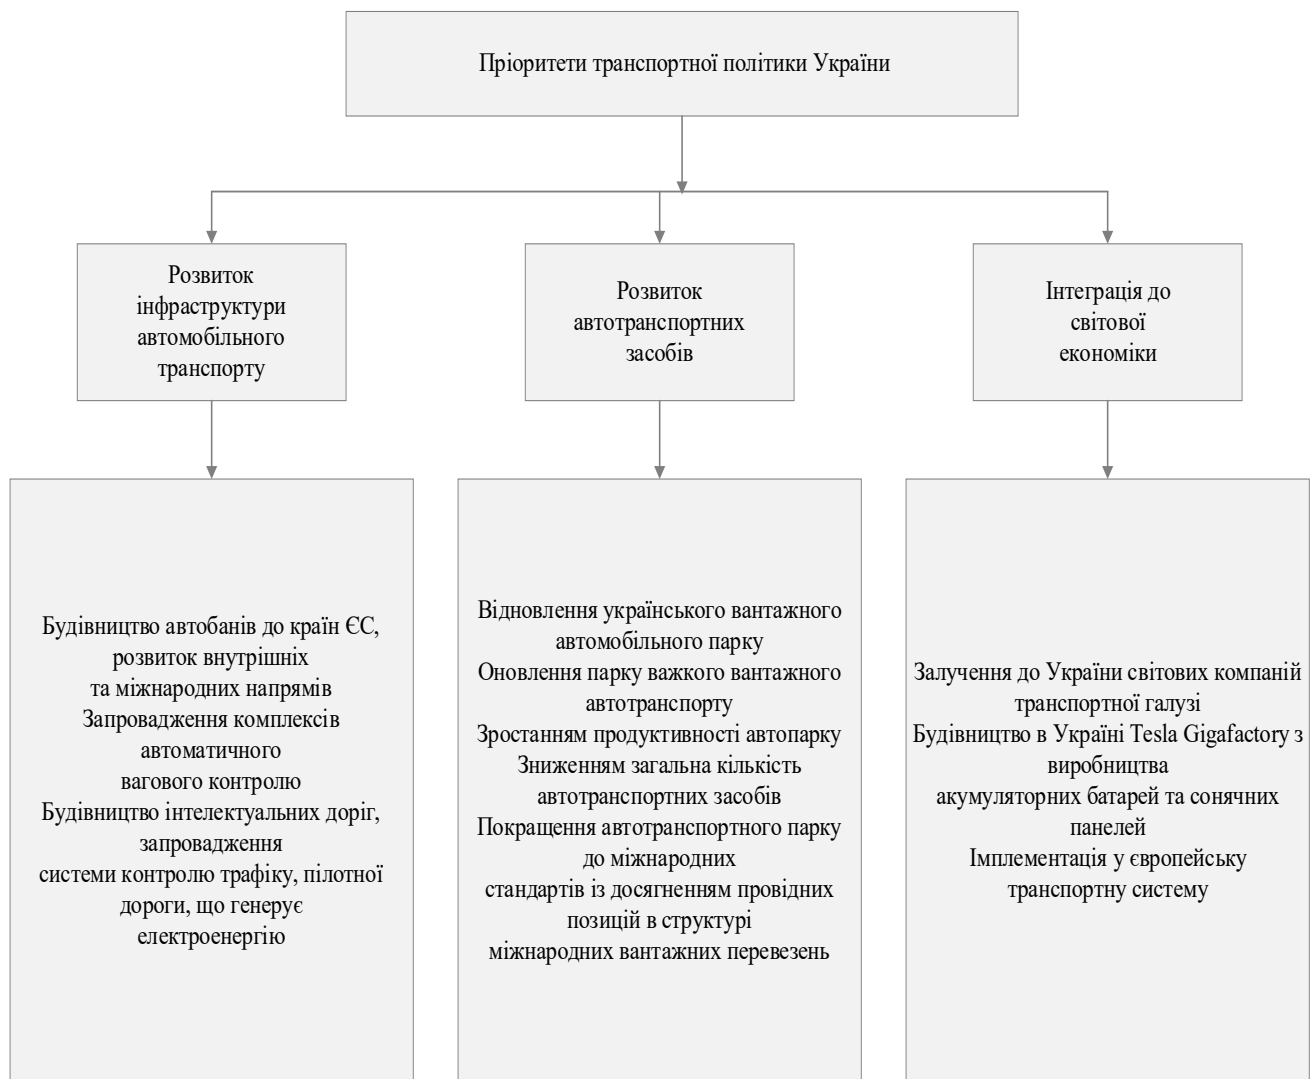 Пріоритети транспортної політики України
Розвиток
інфраструктури
автомобільного
транспорту
Розвиток
автотранспортних
засобів
Інтеграція до
світової
економіки
Будівництво автобанів до країн ЄС,
розвиток внутрішніх
та міжнародних напрямів
Запровадження комплексів
автоматичного
вагового контролю
Будівництво інтелектуальних доріг,
запровадження
системи контролю трафіку, пілотної
дороги, що генерує
електроенергію
Відновлення українського вантажного
автомобільного парку
Оновлення парку важкого вантажного
автотранспорту
Зростанням продуктивності автопарку
Зниженням загальна кількість
автотранспортних засобів
Покращення автотранспортного парку
до міжнародних
стандартів із досягненням провідних
позицій в структурі
міжнародних вантажних перевезень
Залучення до України світових компаній
транспортної галузі
Будівництво в Україні Tesla Gigafactory з
виробництва
акумуляторних батарей та сонячних
панелей
Імплементація у європейську
транспортну систему